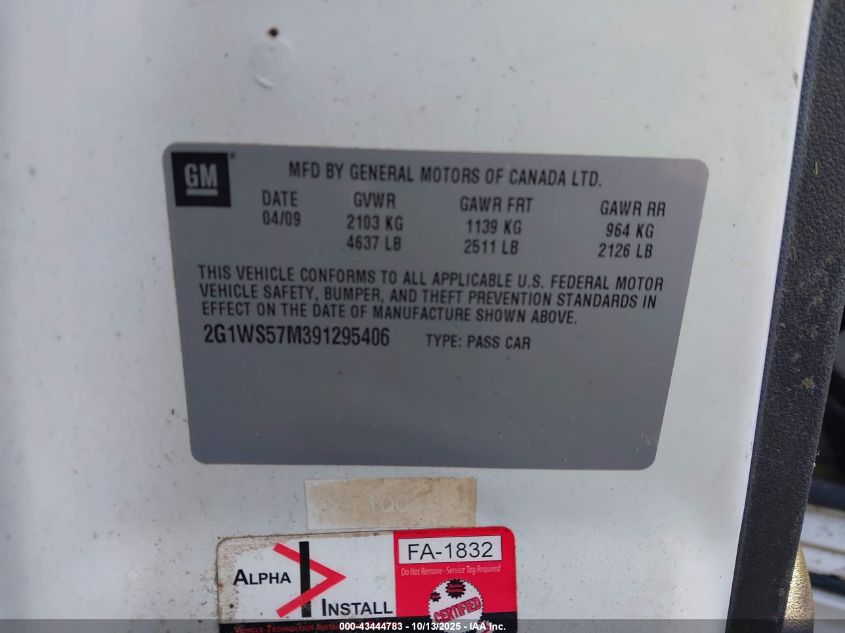 GM
MFD BY GENERAL MOTORS OF CANADA LTD.
DATE GVWR GAWR FRT GAWR RR
04/09 2103 KG 1139 KG 964 KG
4637 LB 2511 LB 2126 LB
THIS VEHICLE CONFORMS TO ALL APPLICABLE U.S. FEDERAL MOTOR
VEHICLE SAFETY, BUMPER, AND THEFT PREVENTION STANDARDS IN
EFFECT ON THE DATE OF MANUFACTURE SHOWN ABOVE.
2G1WS57M391295406 TYPE: PASS CAR
FA-1832
Do Not Remove - Service Tag Required
ALPHA
INSTALL
CERTIFIED
VEHICLE TECHNOLOGY
000-43444783 - 10/13/2025 - IAA Inc.